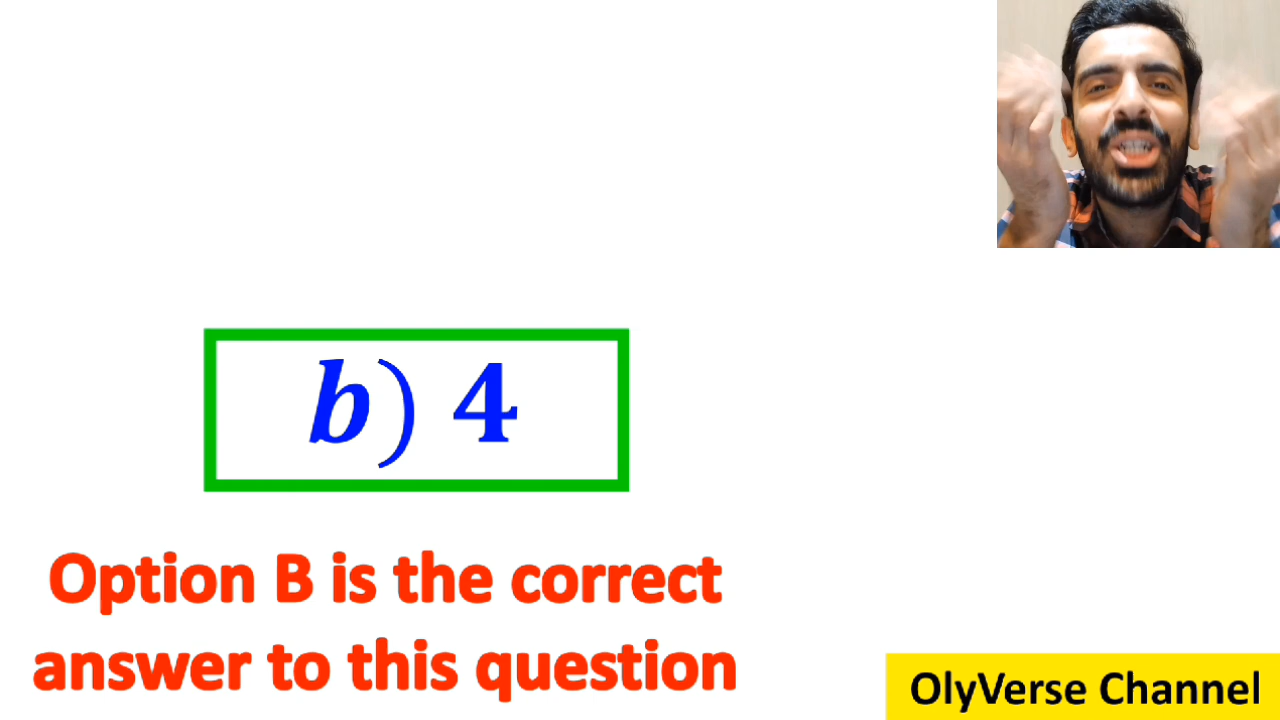 b) 4
Option B is the correct
answer to this question
OlyVerse Channel